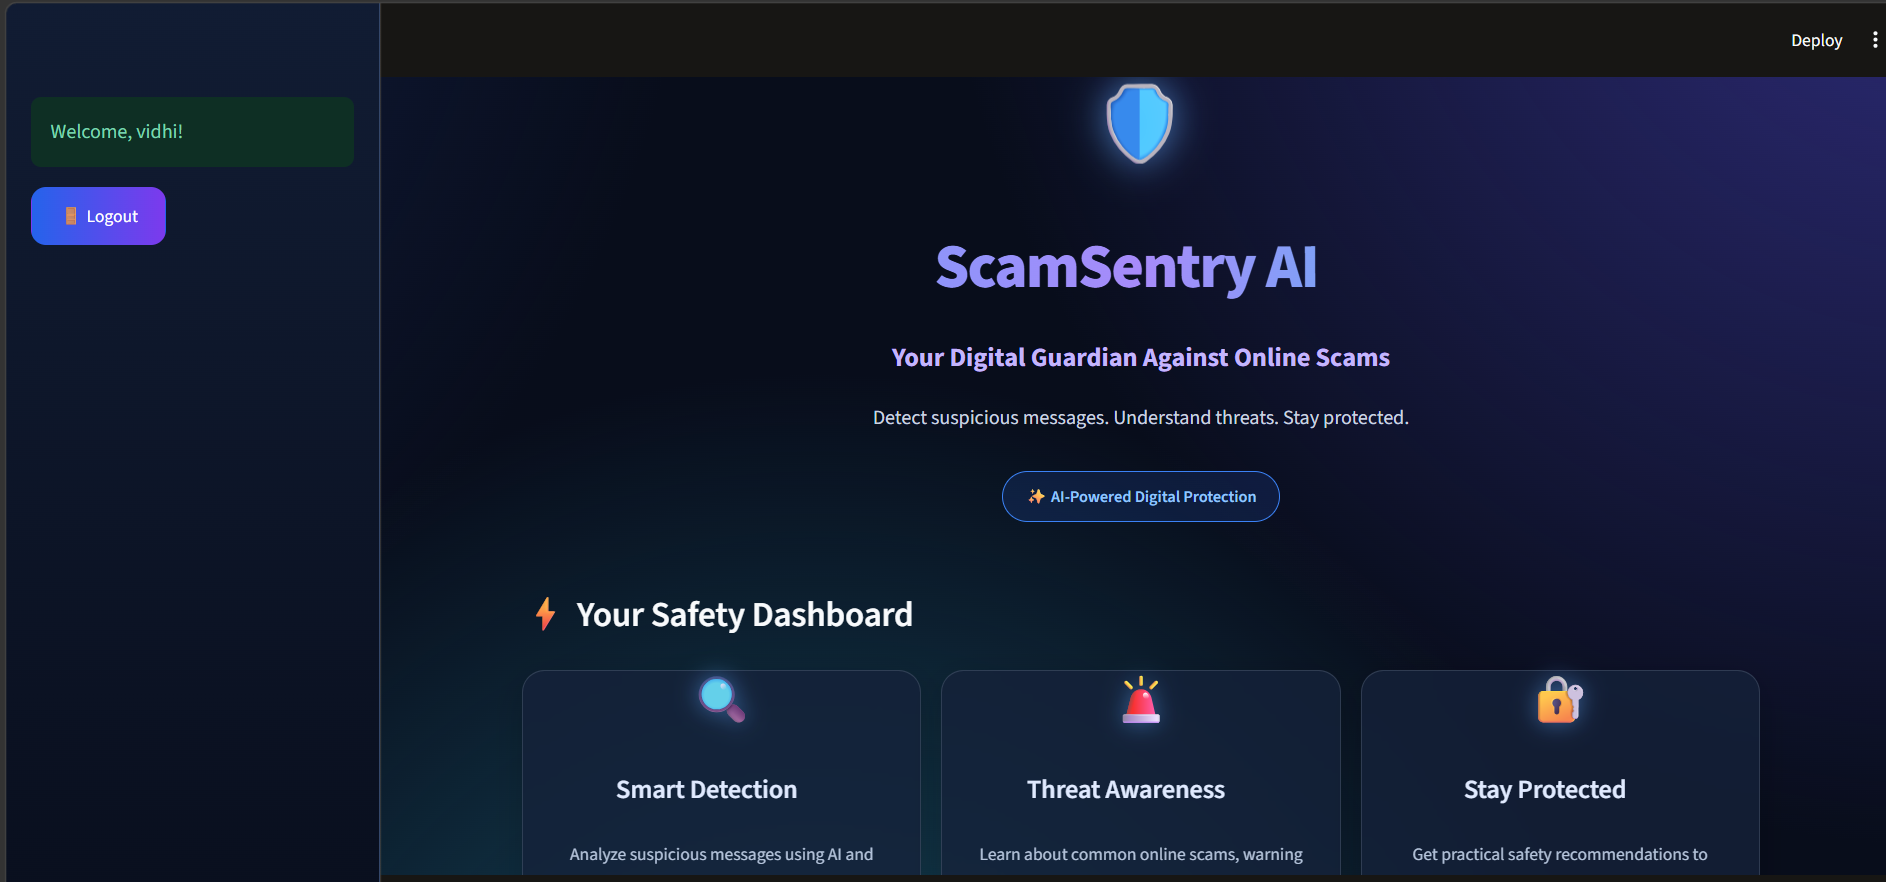 Deploy
Welcome, vidhi!
🚪 Logout
ScamSentry AI
Your Digital Guardian Against Online Scams
Detect suspicious messages. Understand threats. Stay protected.
✨ AI-Powered Digital Protection
⚡ Your Safety Dashboard
Smart Detection
Analyze suspicious messages using AI and
Threat Awareness
Learn about common online scams, warning
Stay Protected
Get practical safety recommendations to